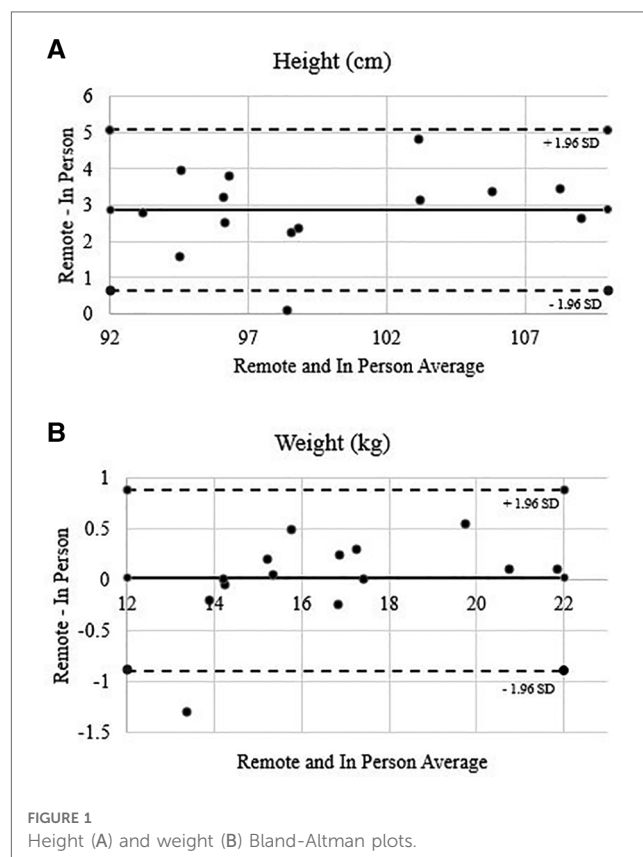 A
Height (cm)
6
5
4
3
2
1
0
Remote - In Person
+ 1.96 SD
- 1.96 SD
92 97 102 107
Remote and In Person Average
B
Weight (kg)
1
0.5
0
-0.5
-1
-1.5
Remote - In Person
+ 1.96 SD
12 14 16 18 20 22
- 1.96 SD
Remote and In Person Average
FIGURE 1
Height (A) and weight (B) Bland-Altman plots.